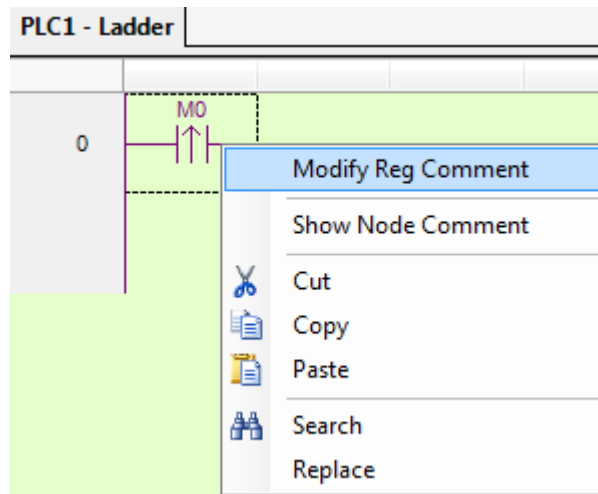 PLC1 - Ladder
M0
0
Modify Reg Comment
Show Node Comment
Cut
Copy
Paste
Search
Replace